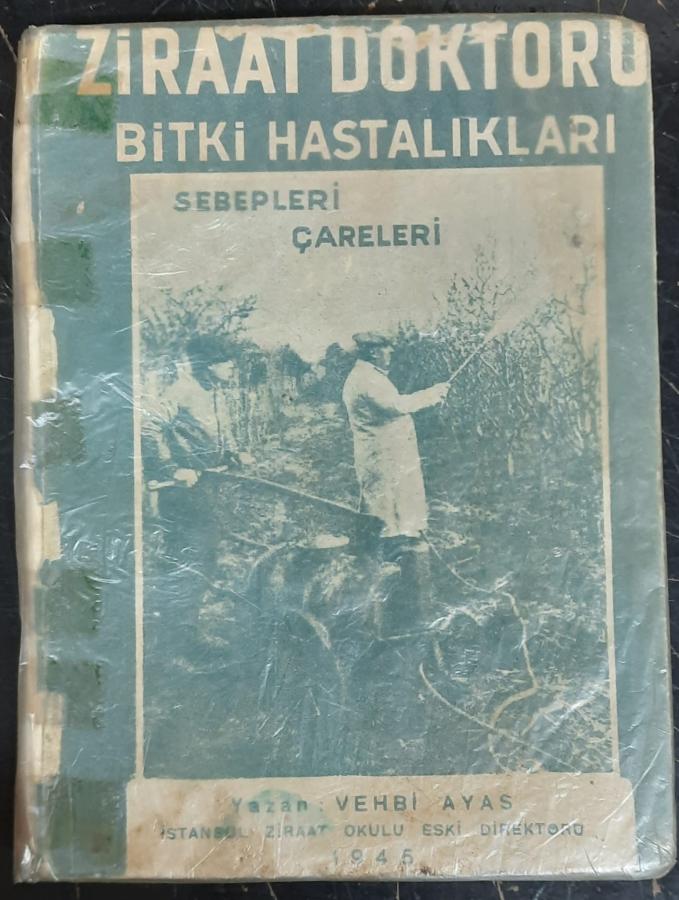 ZİRAAT DOKTORU
BİTKİ HASTALIKLARI
SEBEPLERİ
ÇARELERİ
Yazan : VEHBİ AYAS
İSTANBUL ZİRAAT OKULU ESKİ DİREKTÖRÜ
1945